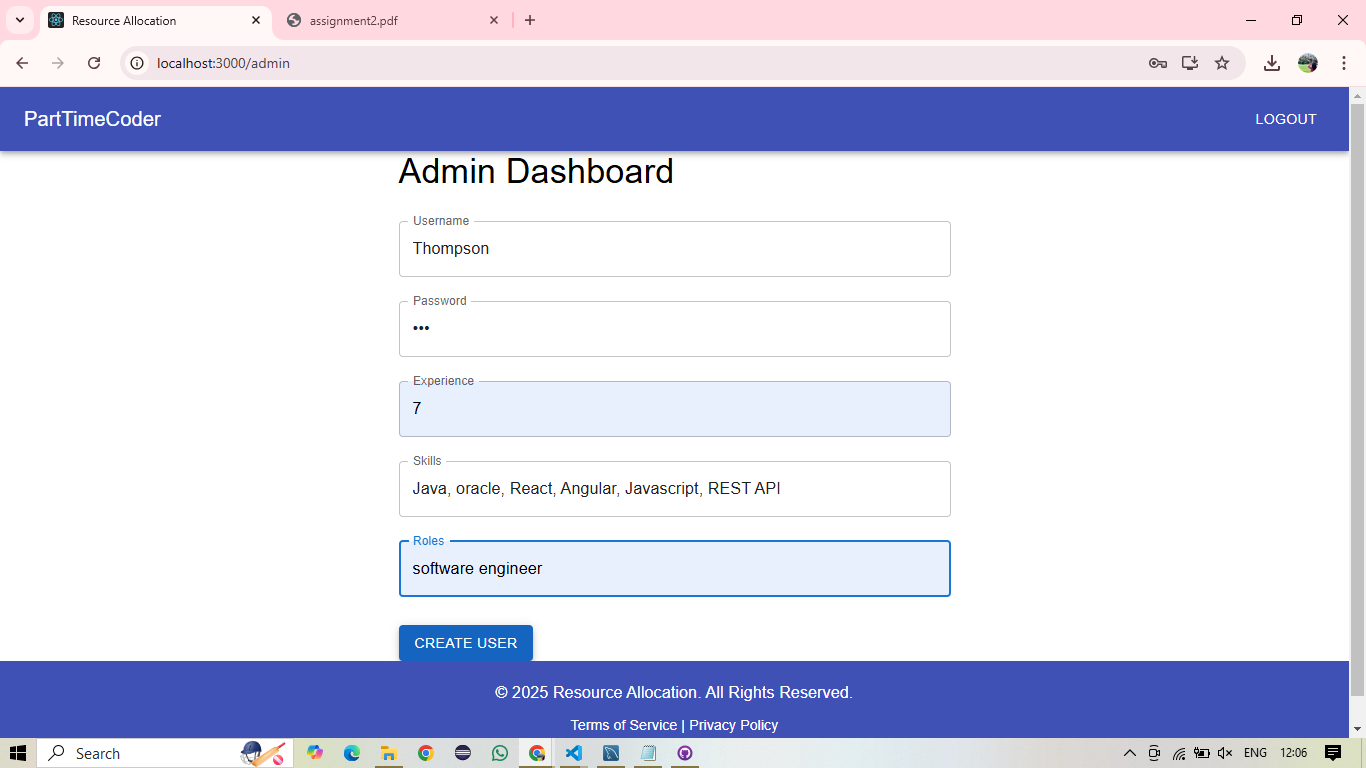 Resource Allocation
assignment2.pdf
localhost:3000/admin
PartTimeCoder
LOGOUT
Admin Dashboard
Username
Thompson
Password
•••
Experience
7
Skills
Java, oracle, React, Angular, Javascript, REST API
Roles
software engineer
CREATE USER
© 2025 Resource Allocation. All Rights Reserved.
Terms of Service | Privacy Policy
Search
ENG
12:06